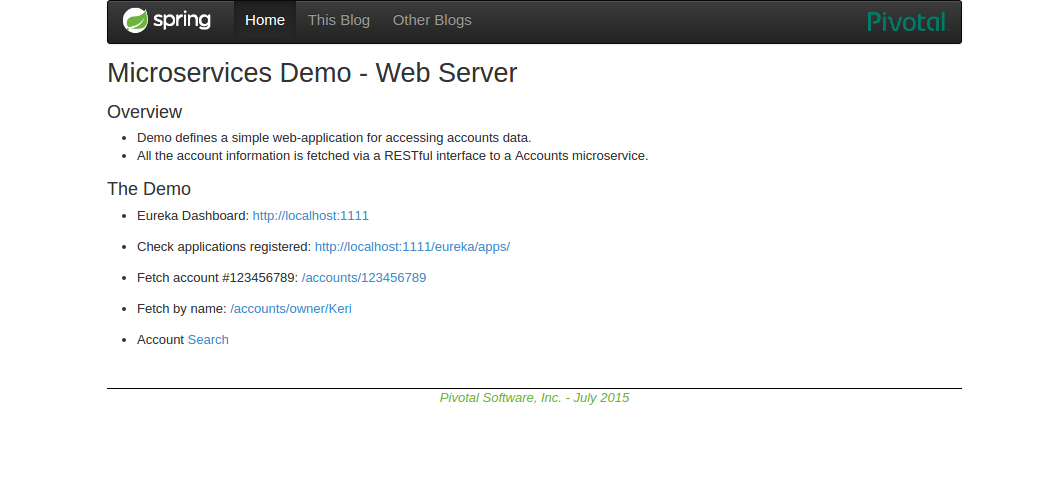 spring Home This Blog Other Blogs Pivotal
Microservices Demo - Web Server
Overview
Demo defines a simple web-application for accessing accounts data.
All the account information is fetched via a RESTful interface to a Accounts microservice.
The Demo
Eureka Dashboard: http://localhost:1111
Check applications registered: http://localhost:1111/eureka/apps/
Fetch account #123456789: /accounts/123456789
Fetch by name: /accounts/owner/Keri
Account Search
Pivotal Software, Inc. - July 2015